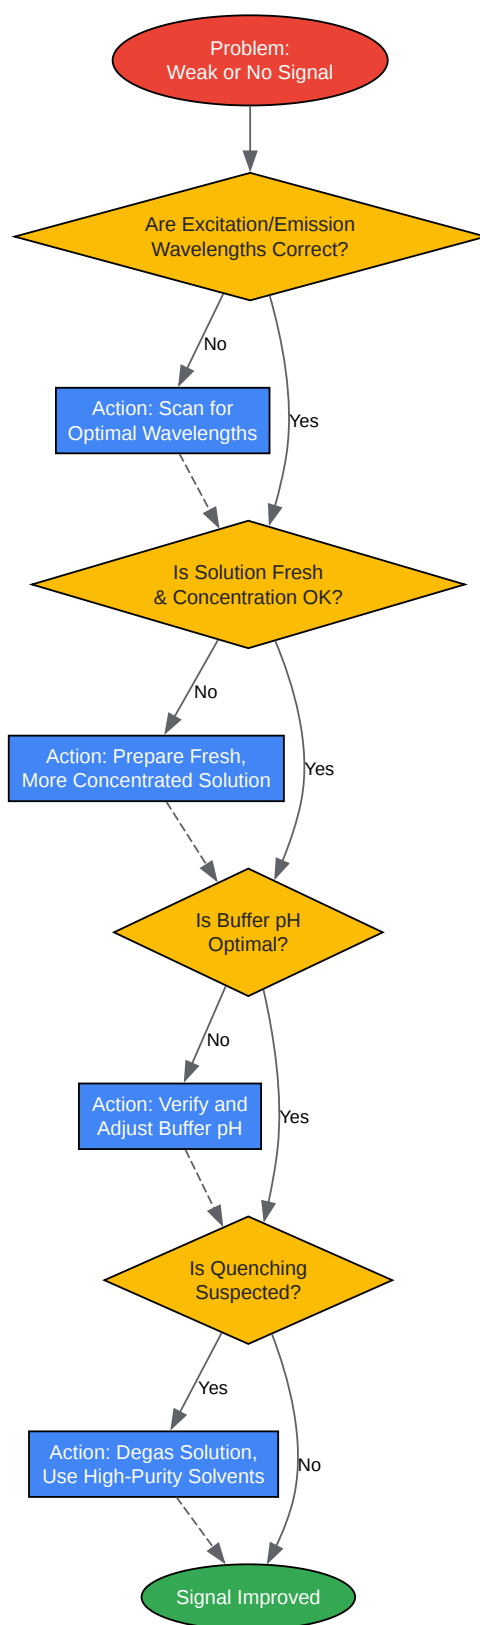 Problem:
Weak or No Signal
Are Excitation/Emission
Wavelengths Correct?
No
Yes
Action: Scan for
Optimal Wavelengths
Is Solution Fresh
& Concentration OK?
No
Yes
Action: Prepare Fresh,
More Concentrated Solution
Is Buffer pH
Optimal?
No
Yes
Action: Verify and
Adjust Buffer pH
Is Quenching
Suspected?
Yes
No
Action: Degas Solution,
Use High-Purity Solvents
Signal Improved